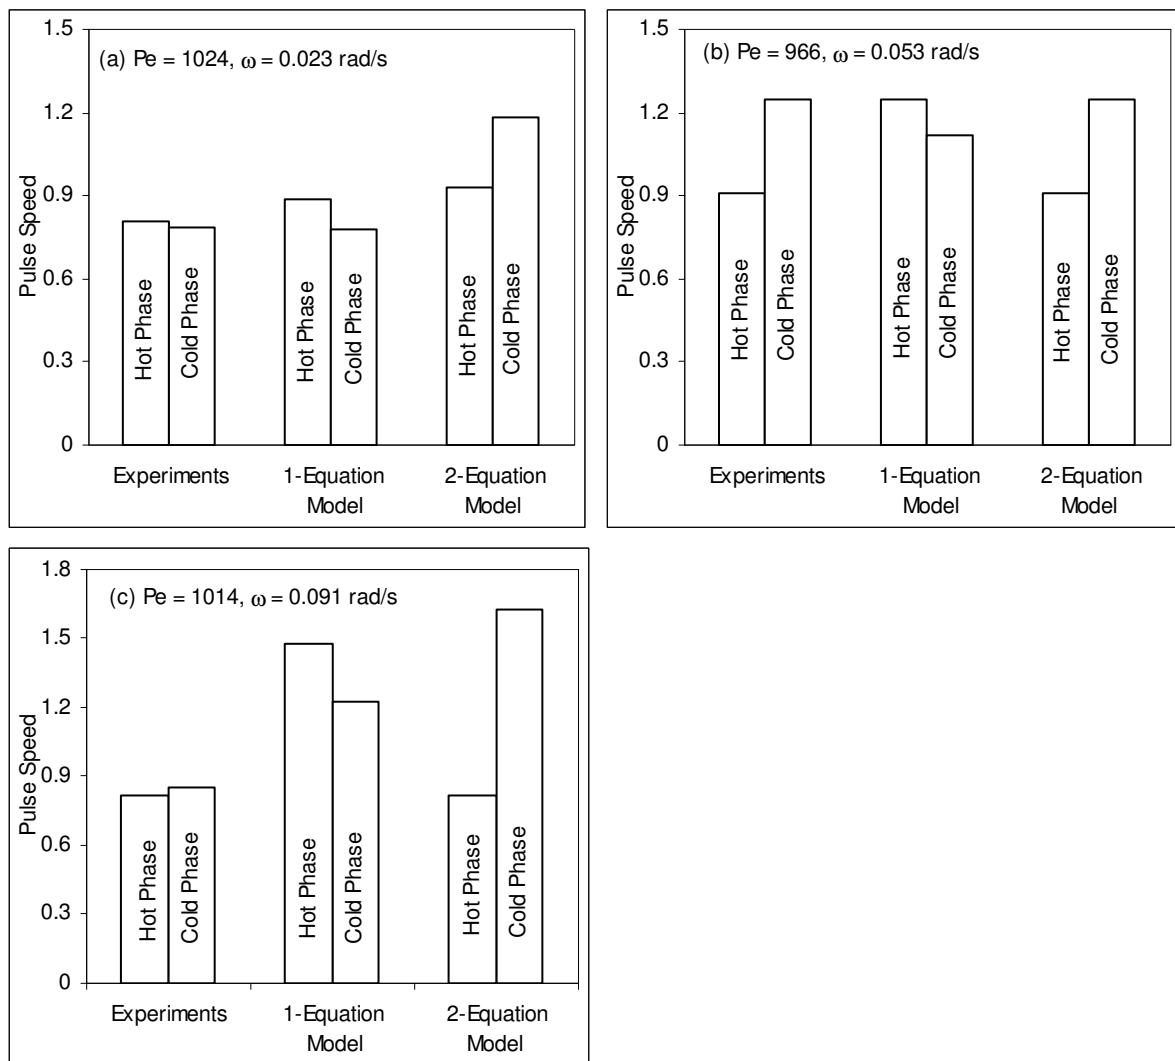 (a) Pe = 1024, ω = 0.023 rad/s
Pulse Speed
1.5
1.2
0.9
0.6
0.3
0
Hot Phase
Cold Phase
Hot Phase
Cold Phase
Hot Phase
Cold Phase
Experiments
1-Equation
Model
2-Equation
Model
(b) Pe = 966, ω = 0.053 rad/s
Pulse Speed
1.5
1.2
0.9
0.6
0.3
0
Hot Phase
Cold Phase
Hot Phase
Cold Phase
Hot Phase
Cold Phase
Experiments
1-Equation
Model
2-Equation
Model
(c) Pe = 1014, ω = 0.091 rad/s
Pulse Speed
1.8
1.5
1.2
0.9
0.6
0.3
0
Hot Phase
Cold Phase
Hot Phase
Cold Phase
Hot Phase
Cold Phase
Experiments
1-Equation
Model
2-Equation
Model